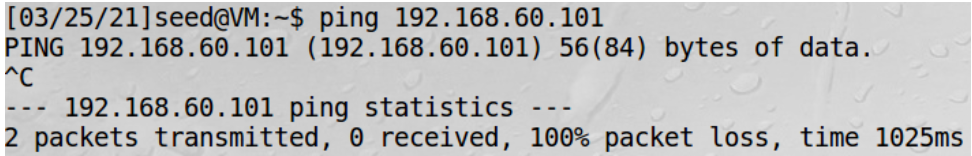 [03/25/21]seed@VM:~$ ping 192.168.60.101
PING 192.168.60.101 (192.168.60.101) 56(84) bytes of data.
^C
--- 192.168.60.101 ping statistics ---
2 packets transmitted, 0 received, 100% packet loss, time 1025ms